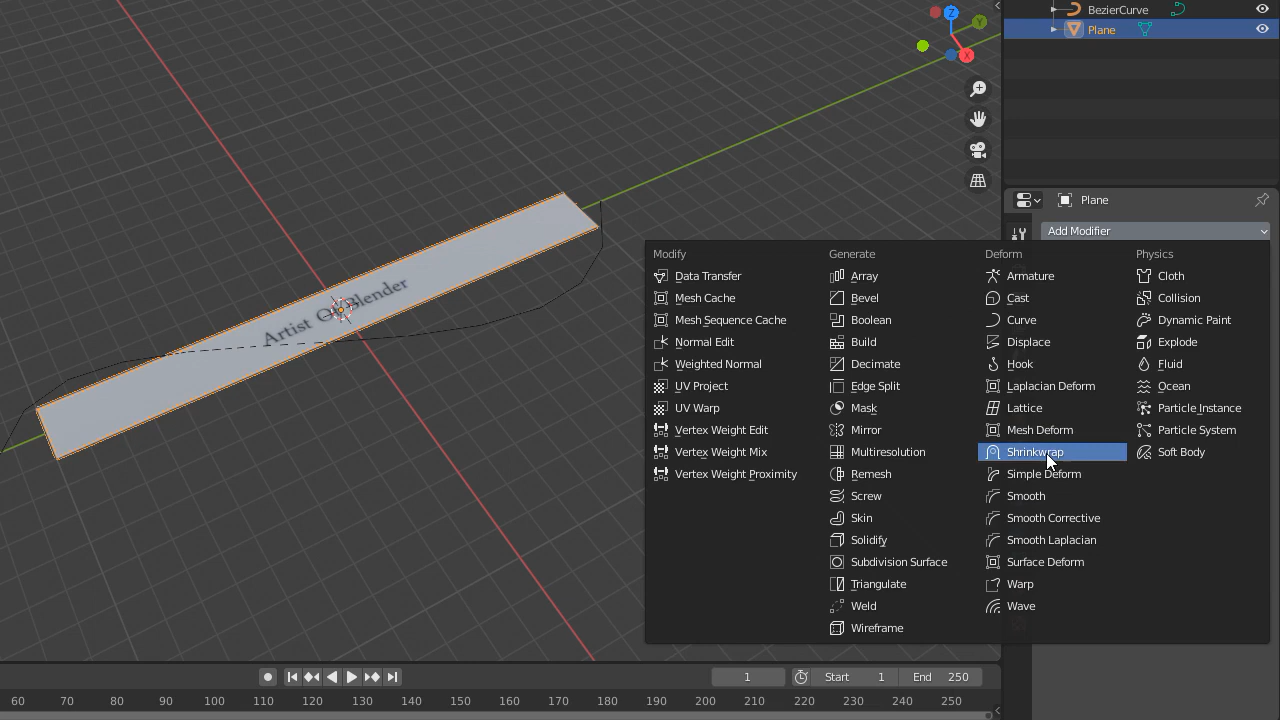 BezierCurve
Plane
Z
Y
X
Plane
Add Modifier
Modify
Data Transfer
Mesh Cache
Mesh Sequence Cache
Normal Edit
Weighted Normal
UV Project
UV Warp
Vertex Weight Edit
Vertex Weight Mix
Vertex Weight Proximity
Generate
Array
Bevel
Boolean
Build
Decimate
Edge Split
Mask
Mirror
Multiresolution
Remesh
Screw
Skin
Solidify
Subdivision Surface
Triangulate
Weld
Wireframe
Deform
Armature
Cast
Curve
Displace
Hook
Laplacian Deform
Lattice
Mesh Deform
Shrinkwrap
Simple Deform
Smooth
Smooth Corrective
Smooth Laplacian
Surface Deform
Warp
Wave
Physics
Cloth
Collision
Dynamic Paint
Explode
Fluid
Ocean
Particle Instance
Particle System
Soft Body
Artist Blender
1
Start 1
End 250
60 70 80 90 100 110 120 130 140 150 160 170 180 190 200 210 220 230 240 250